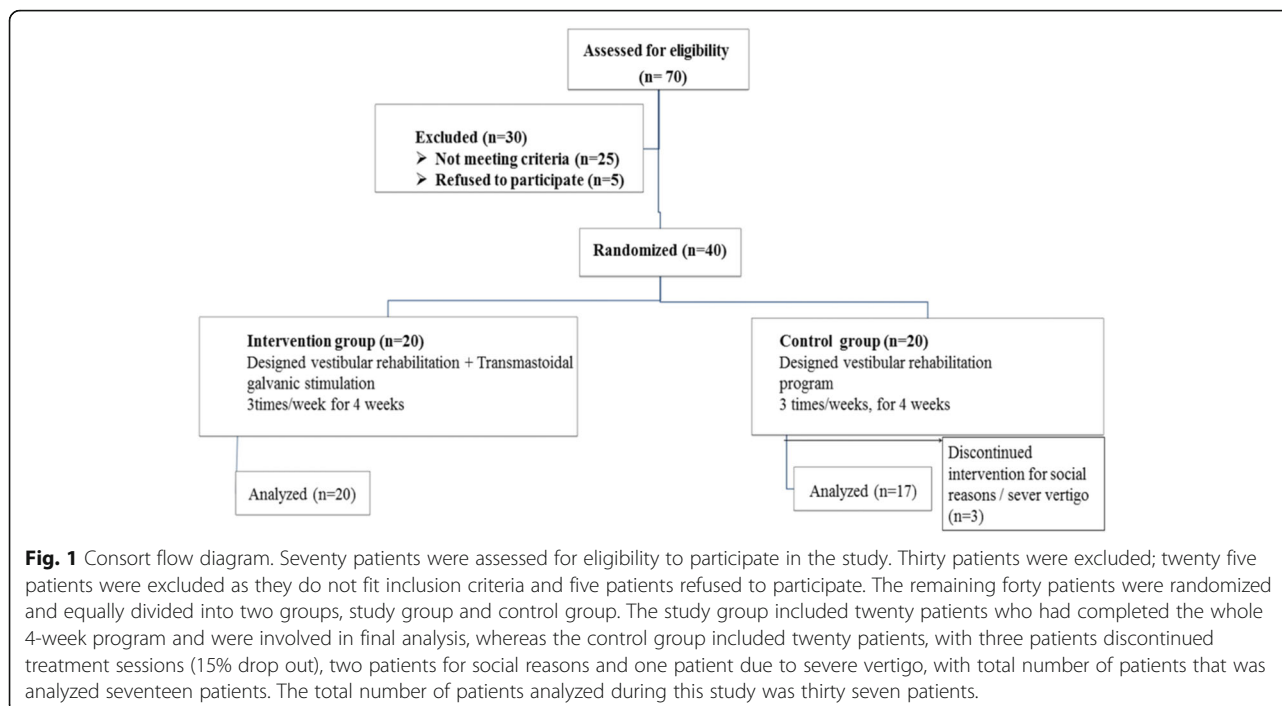 Assessed for eligibility
(n= 70)
Excluded (n=30)
➢ Not meeting criteria (n=25)
➢ Refused to participate (n=5)
Randomized (n=40)
Intervention group (n=20)
Designed vestibular rehabilitation + Transmastoidal
galvanic stimulation
3times/week for 4 weeks
Control group (n=20)
Designed vestibular rehabilitation
program
3 times/weeks, for 4 weeks
Analyzed (n=20)
Analyzed (n=17)
Discontinued
intervention for social
reasons / sever vertigo
(n=3)
Fig. 1 Consort flow diagram. Seventy patients were assessed for eligibility to participate in the study. Thirty patients were excluded; twenty five
patients were excluded as they do not fit inclusion criteria and five patients refused to participate. The remaining forty patients were randomized
and equally divided into two groups, study group and control group. The study group included twenty patients who had completed the whole
4-week program and were involved in final analysis, whereas the control group included twenty patients, with three patients discontinued
treatment sessions (15% drop out), two patients for social reasons and one patient due to severe vertigo, with total number of patients that was
analyzed seventeen patients. The total number of patients analyzed during this study was thirty seven patients.